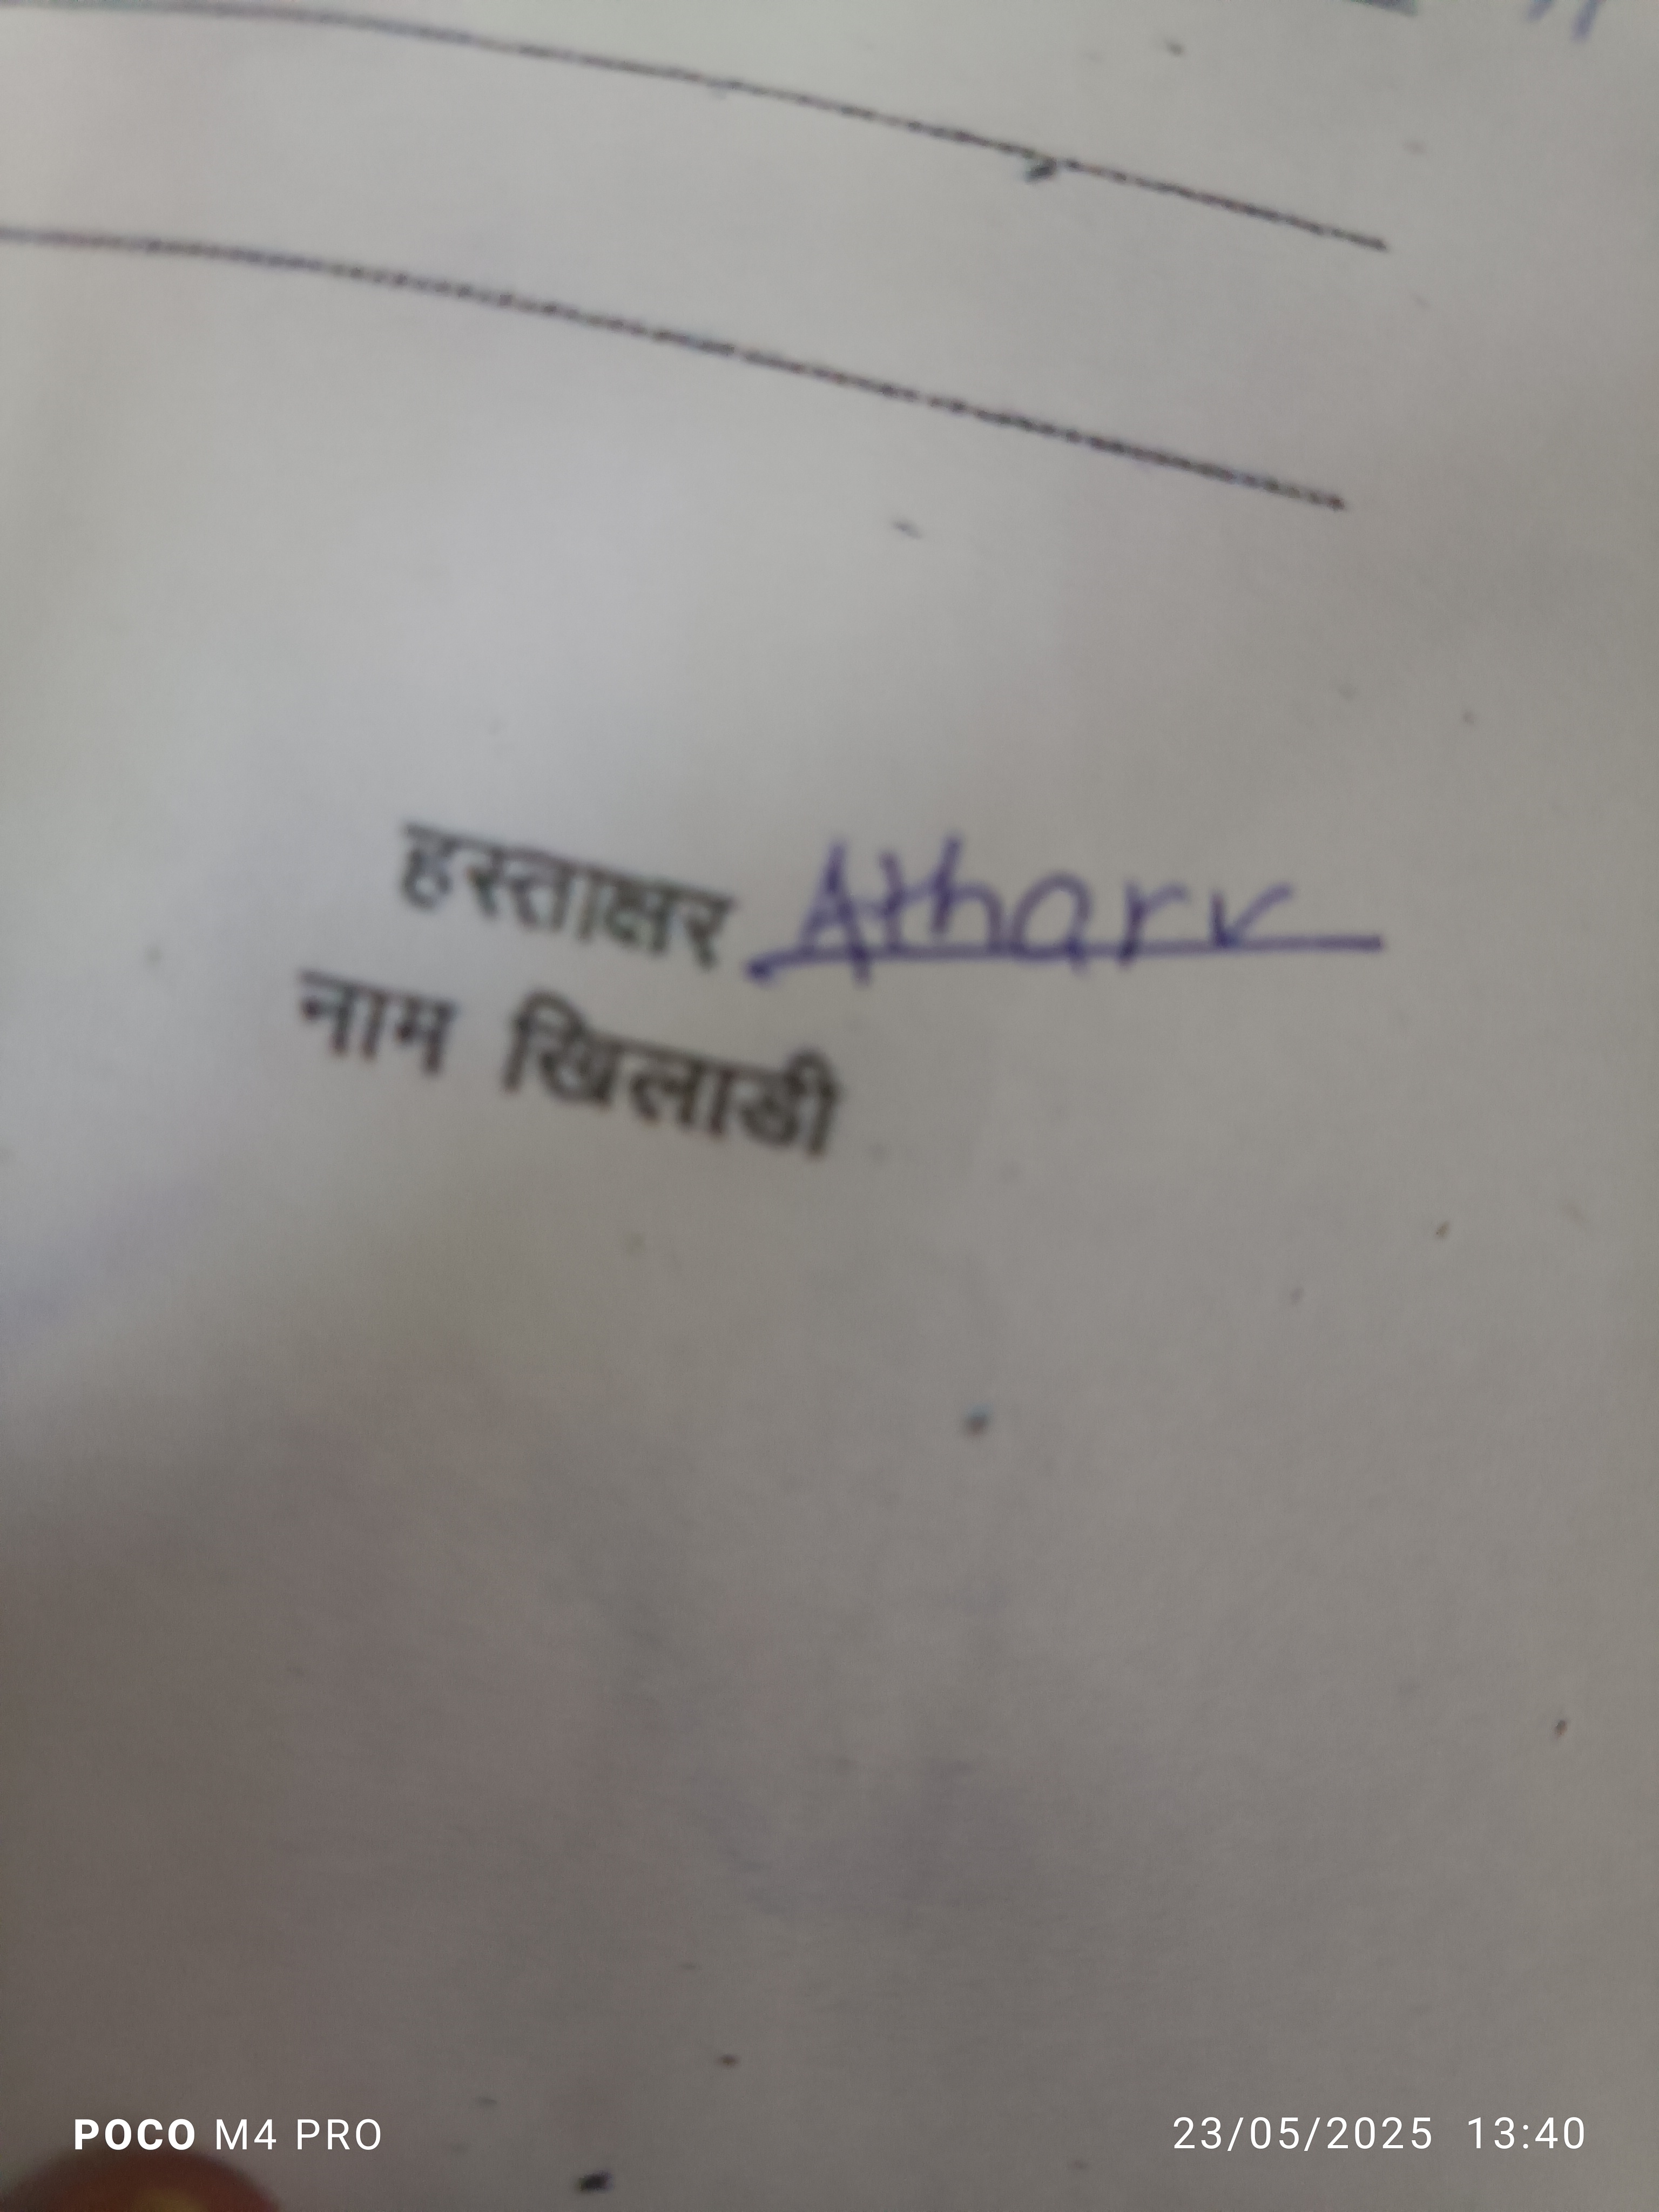 हस्ताक्षर Atharv
नाम खिलाडी
POCO M4 PRO
23/05/2025 13:40